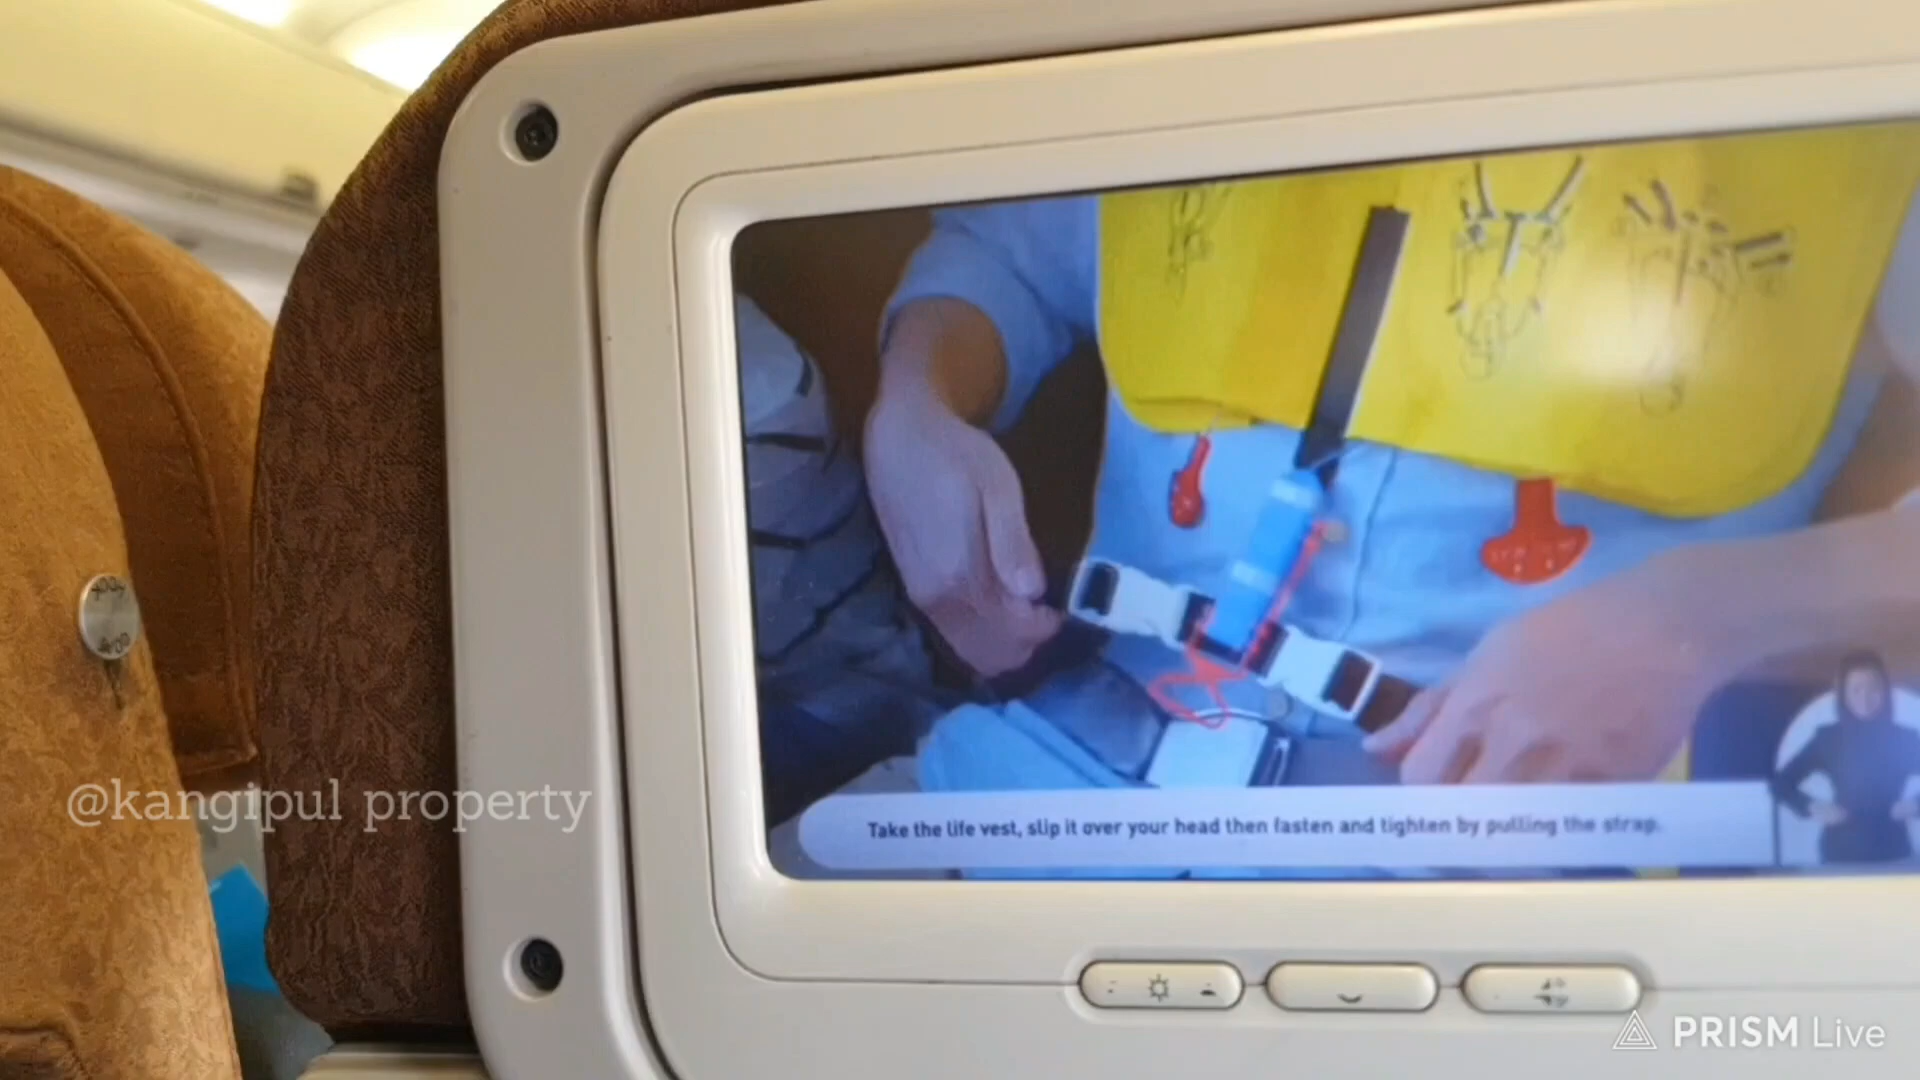 @kangipul property
Take the life vest, slip it over your head then fasten and tighten by pulling the strap.
PRISM Live